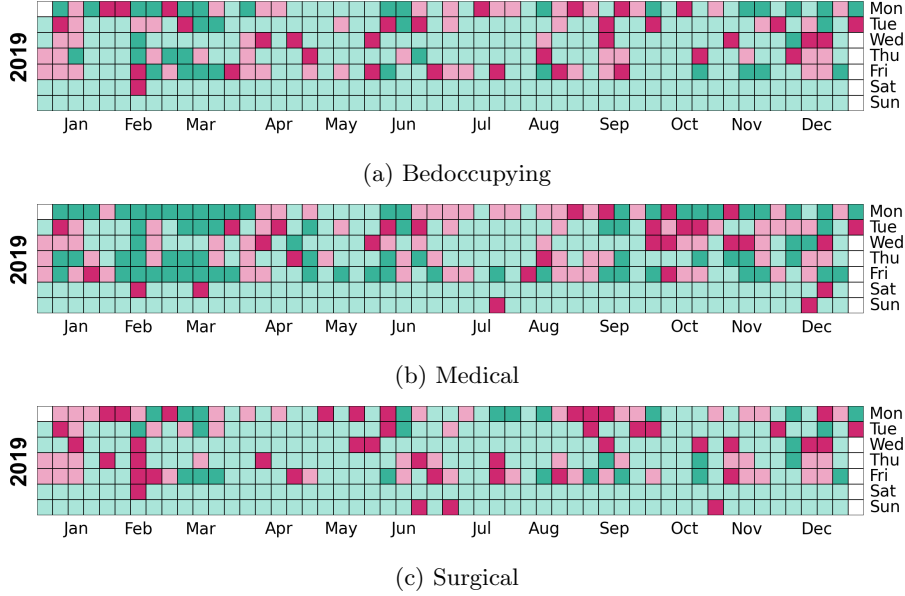 Mon
Tue
Wed
Thu
Fri
Sat
Sun
2019
Jan Feb Mar Apr May Jun Jul Aug Sep Oct Nov Dec
(a) Bedoccupying
Mon
Tue
Wed
Thu
Fri
Sat
Sun
2019
Jan Feb Mar Apr May Jun Jul Aug Sep Oct Nov Dec
(b) Medical
Mon
Tue
Wed
Thu
Fri
Sat
Sun
2019
Jan Feb Mar Apr May Jun Jul Aug Sep Oct Nov Dec
(c) Surgical